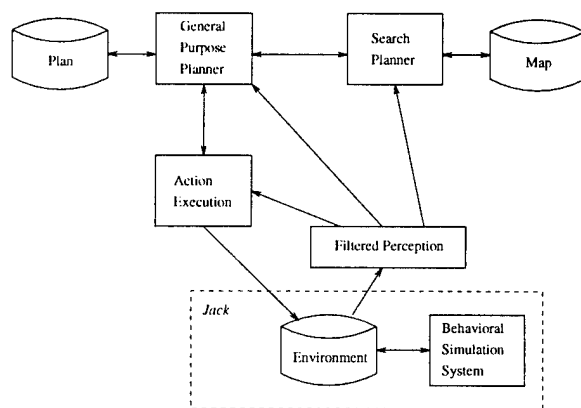 Plan
General
Purpose
Planner
Search
Planner
Map
Action
Execution
Filtered Perception
Jack
Environment
Behavioral
Simulation
System